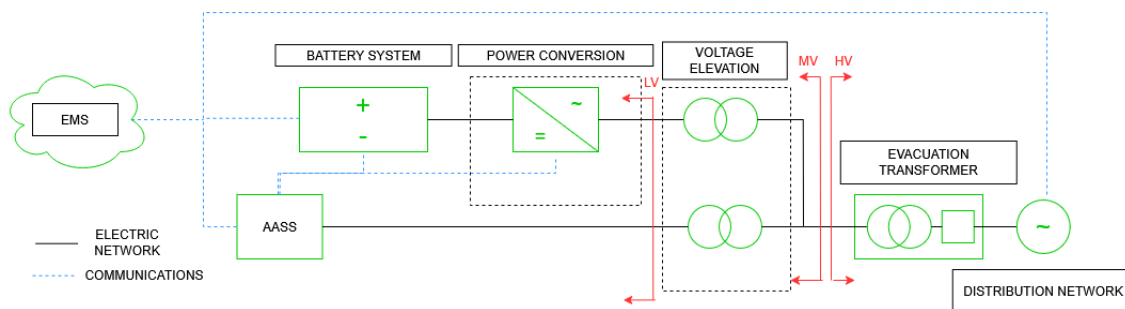 BATTERY SYSTEM
POWER CONVERSION
VOLTAGE
ELEVATION
MV
HV
LV
EMS
+
-
~
=
EVACUATION
TRANSFORMER
AASS
~
ELECTRIC
NETWORK
COMMUNICATIONS
DISTRIBUTION NETWORK